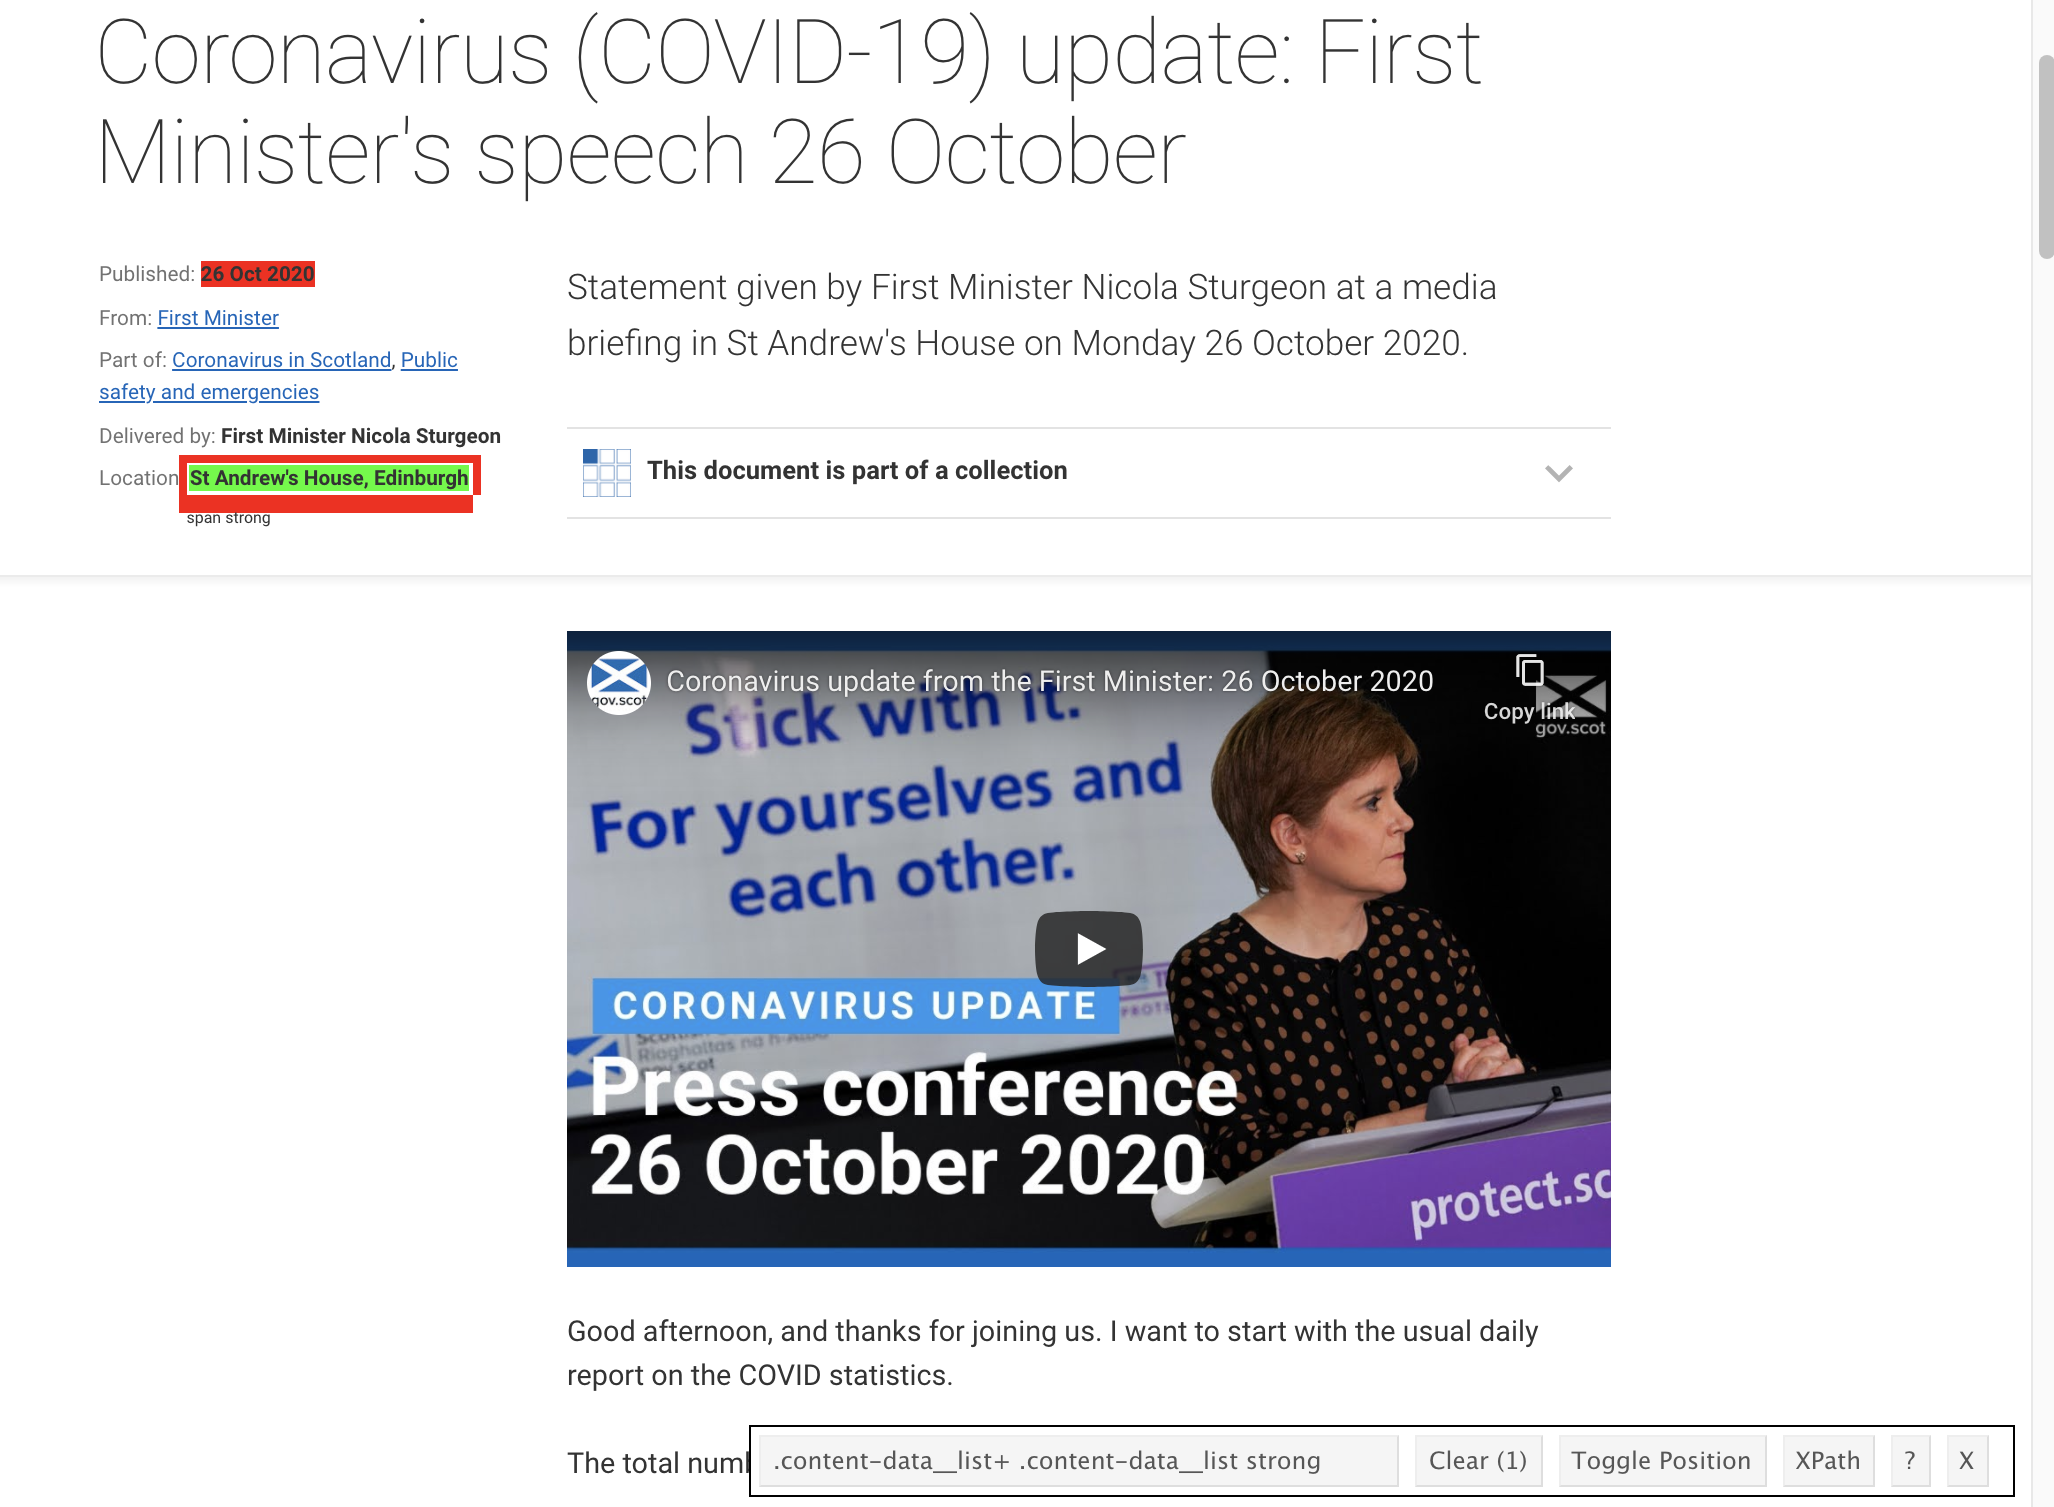 Coronavirus (COVID-19) update: First
Minister's speech 26 October
Published: 26 Oct 2020
From: First Minister
Part of: Coronavirus in Scotland, Public
safety and emergencies
Delivered by: First Minister Nicola Sturgeon
Location St Andrew's House, Edinburgh
span strong
Statement given by First Minister Nicola Sturgeon at a media
briefing in St Andrew's House on Monday 26 October 2020.
This document is part of a collection
gov.scot
Coronavirus update from the First Minister: 26 October 2020
Copy link
gov.scot
Stick with it.
For yourselves and
each other.
CORONAVIRUS UPDATE
Riaghaltas na h-Alba
gov.scot
Press conference
26 October 2020
protect.sc
Good afternoon, and thanks for joining us. I want to start with the usual daily
report on the COVID statistics.
The total numb
.content-data__list+ .content-data__list strong
Clear (1)
Toggle Position
XPath
?
X